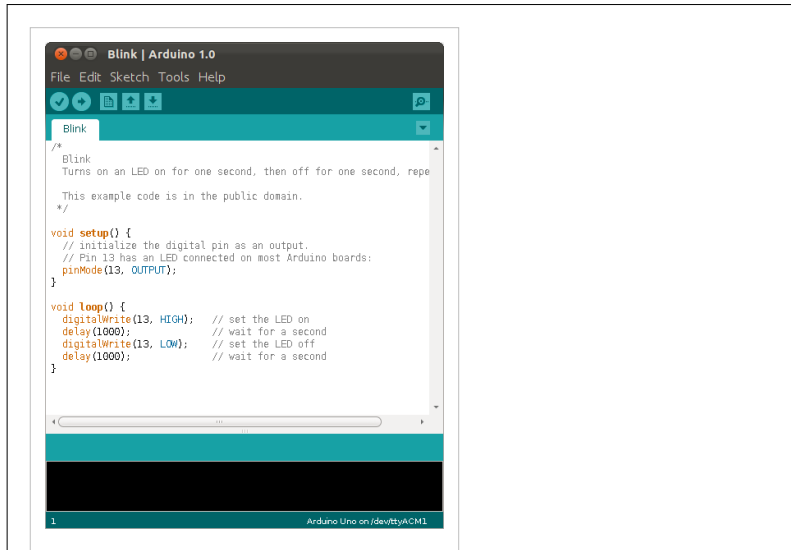 Blink | Arduino 1.0
File Edit Sketch Tools Help
Blink
/*
  Blink
  Turns on an LED on for one second, then off for one second, repe

  This example code is in the public domain.
 */

void setup() {
  // initialize the digital pin as an output.
  // Pin 13 has an LED connected on most Arduino boards:
  pinMode(13, OUTPUT);
}

void loop() {
  digitalWrite(13, HIGH);   // set the LED on
  delay(1000);              // wait for a second
  digitalWrite(13, LOW);    // set the LED off
  delay(1000);              // wait for a second
}
1
Arduino Uno on /dev/ttyACM1